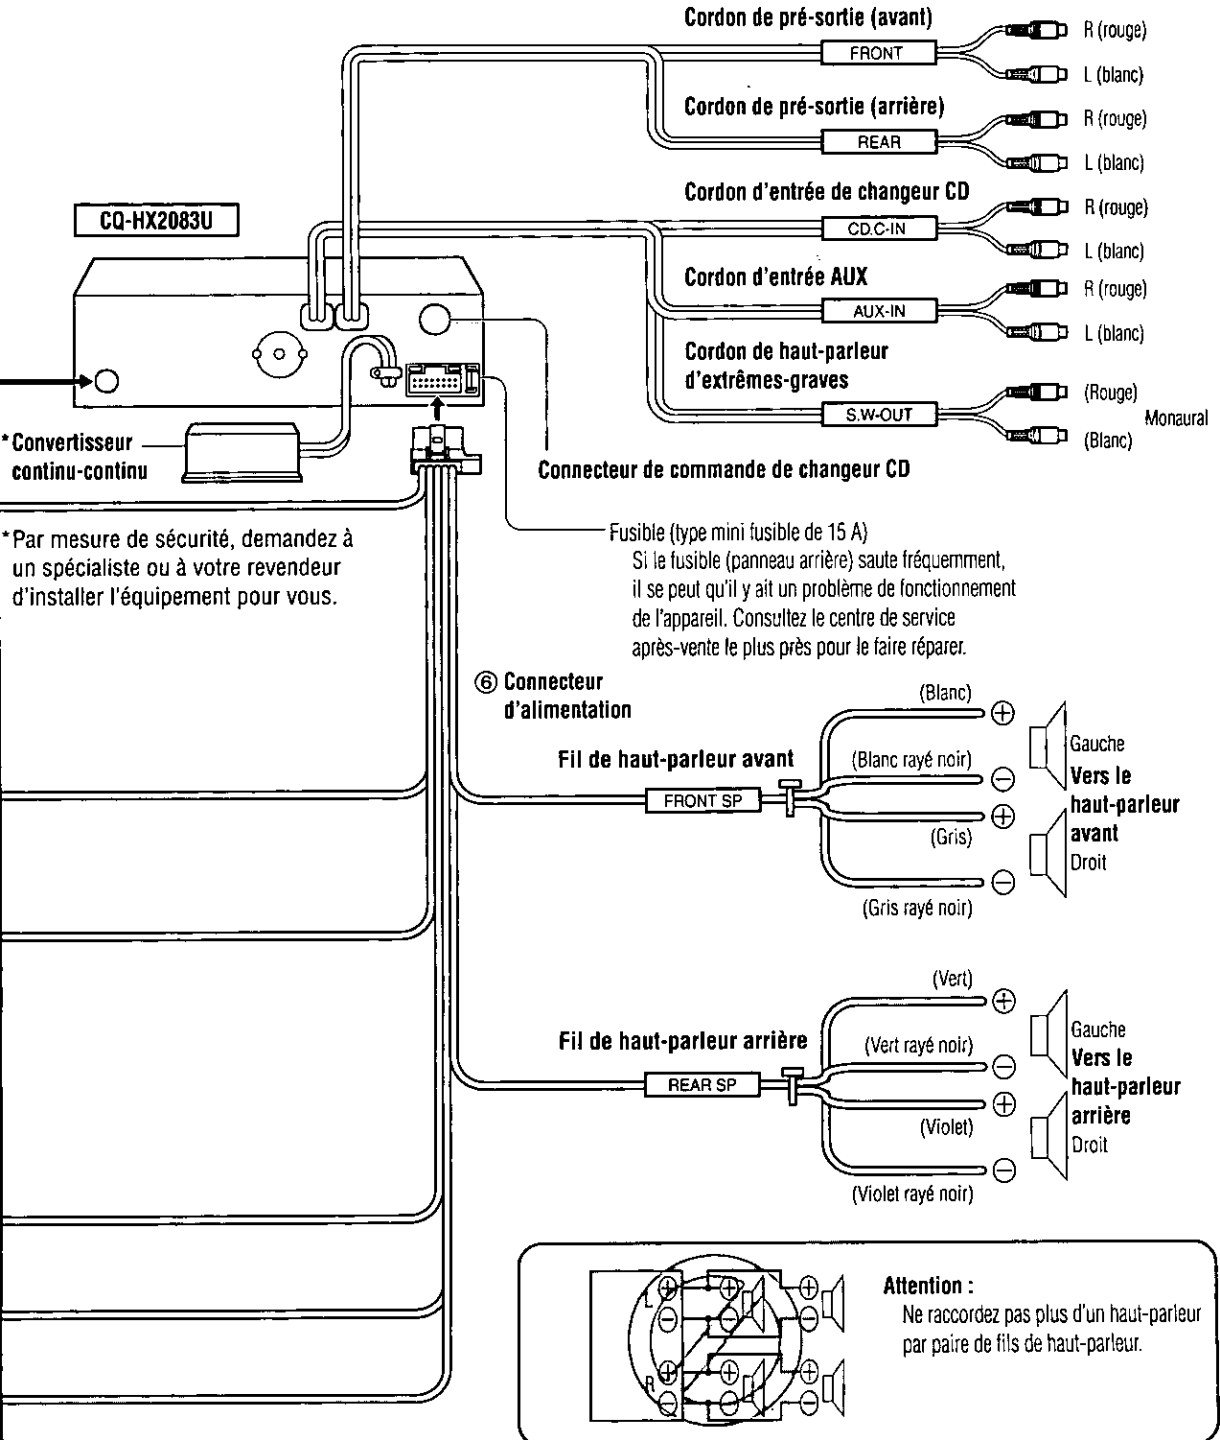 Cordon de pré-sortie (avant)
FRONT
R (rouge)
L (blanc)
Cordon de pré-sortie (arrière)
REAR
R (rouge)
L (blanc)
CQ-HX2083U
Cordon d'entrée de changeur CD
CD.C-IN
R (rouge)
L (blanc)
Cordon d'entrée AUX
AUX-IN
R (rouge)
L (blanc)
Cordon de haut-parleur
d'extrêmes-graves
S.W-OUT
(Rouge)
Monaural
(Blanc)
*Convertisseur
continu-continu
Connecteur de commande de changeur CD
*Par mesure de sécurité, demandez à
un spécialiste ou à votre revendeur
d'installer l'équipement pour vous.
Fusible (type mini fusible de 15 A)
Si le fusible (panneau arrière) saute fréquemment,
il se peut qu'il y ait un problème de fonctionnement
de l'appareil. Consultez le centre de service
après-vente le plus près pour le faire réparer.
⑥ Connecteur
d'alimentation
Fil de haut-parleur avant
FRONT SP
(Blanc)
+
(Blanc rayé noir)
−
(Gris)
+
(Gris rayé noir)
−
Gauche
Vers le
haut-parleur
avant
Droit
Fil de haut-parleur arrière
REAR SP
(Vert)
+
(Vert rayé noir)
−
(Violet)
+
(Violet rayé noir)
−
Gauche
Vers le
haut-parleur
arrière
Droit
L
+ + +
− − −
R
+ + +
− − −
Attention :
Ne raccordez pas plus d'un haut-parleur
par paire de fils de haut-parleur.